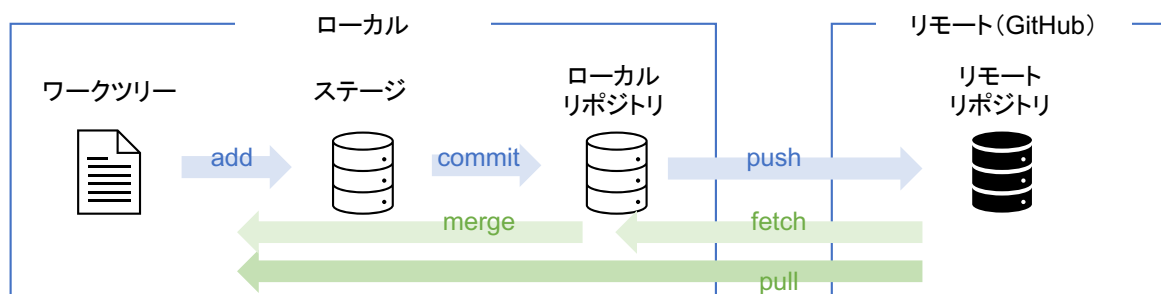 ローカル
リモート（GitHub）
ワークツリー
ステージ
ローカル
リポジトリ
リモート
リポジトリ
add
commit
push
merge
fetch
pull